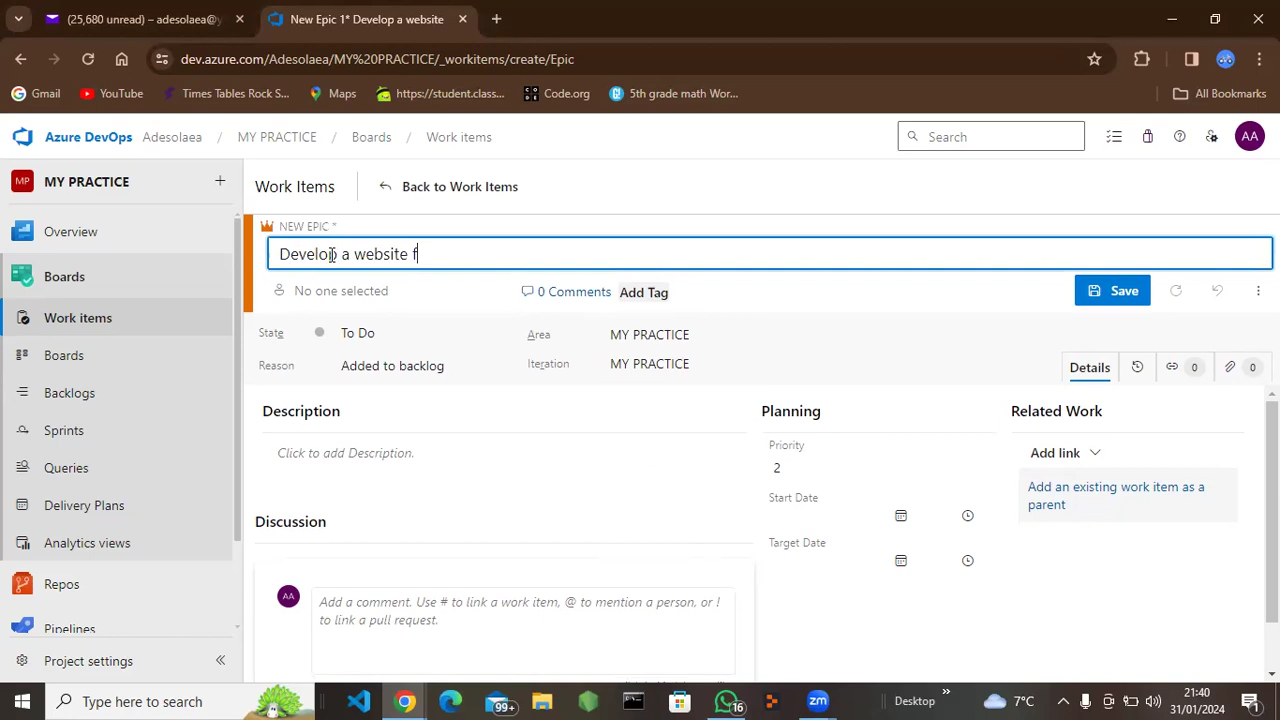 (25,680 unread) - adesolaea@y
New Epic 1* Develop a website
dev.azure.com/Adesolaea/MY%20PRACTICE/_workitems/create/Epic
Gmail
YouTube
Times Tables Rock S...
Maps
https://student.class...
Code.org
5th grade math Wor...
All Bookmarks
Azure DevOps
Adesolaea / MY PRACTICE / Boards / Work items
Search
AA
MP MY PRACTICE
Work Items
Back to Work Items
Overview
NEW EPIC *
Develop a website f
Boards
No one selected
0 Comments
Add Tag
Save
Work items
State
To Do
Area
MY PRACTICE
Boards
Reason
Added to backlog
Iteration
MY PRACTICE
Details
0
0
Backlogs
Description
Planning
Related Work
Sprints
Click to add Description.
Priority
2
Add link
Queries
Add an existing work item as a
parent
Start Date
Delivery Plans
Discussion
Target Date
Analytics views
Repos
AA
Add a comment. Use # to link a work item, @ to mention a person, or !
to link a pull request.
Pipelines
Project settings
Type here to search
99+
16
zm
Desktop
7°C
21:40
31/01/2024
1